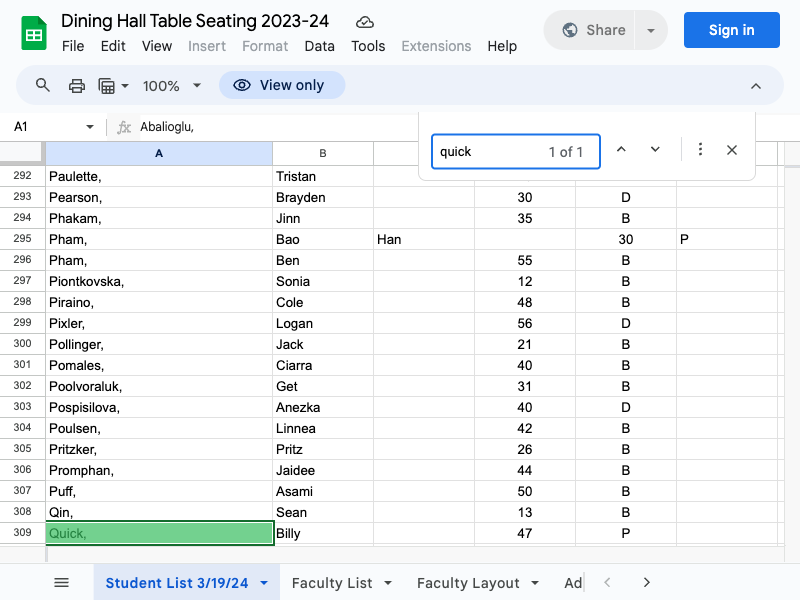 Dining Hall Table Seating 2023-24
File Edit View Insert Format Data Tools Extensions Help
Share
Sign in
100% View only
A1 fx Abalioglu,
quick 1 of 1
A B
292 Paulette, Tristan
293 Pearson, Brayden 30 D
294 Phakam, Jinn 35 B
295 Pham, Bao Han 30 P
296 Pham, Ben 55 B
297 Piontkovska, Sonia 12 B
298 Piraino, Cole 48 B
299 Pixler, Logan 56 D
300 Pollinger, Jack 21 B
301 Pomales, Ciarra 40 B
302 Poolvoraluk, Get 31 B
303 Pospisilova, Anezka 40 D
304 Poulsen, Linnea 42 B
305 Pritzker, Pritz 26 B
306 Promphan, Jaidee 44 B
307 Puff, Asami 50 B
308 Qin, Sean 13 B
309 Quick, Billy 47 P
Student List 3/19/24 Faculty List Faculty Layout Ad